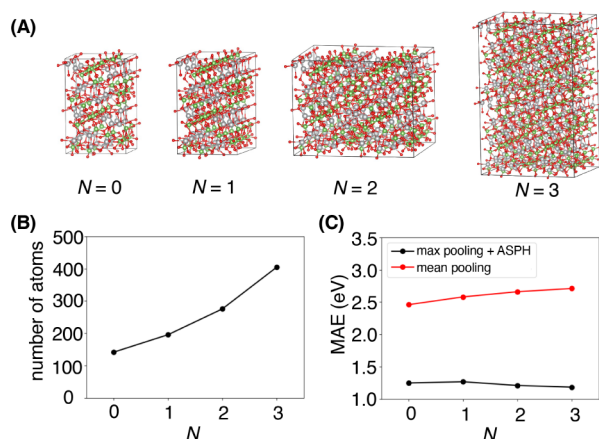 (A)
N = 0
N = 1
N = 2
N = 3
(B)
number of atoms
500
400
300
200
100
0
0 1 2 3
N
(C)
MAE (eV)
3.5
3.0
2.5
2.0
1.5
1.0
max pooling + ASPH
mean pooling
0 1 2 3
N